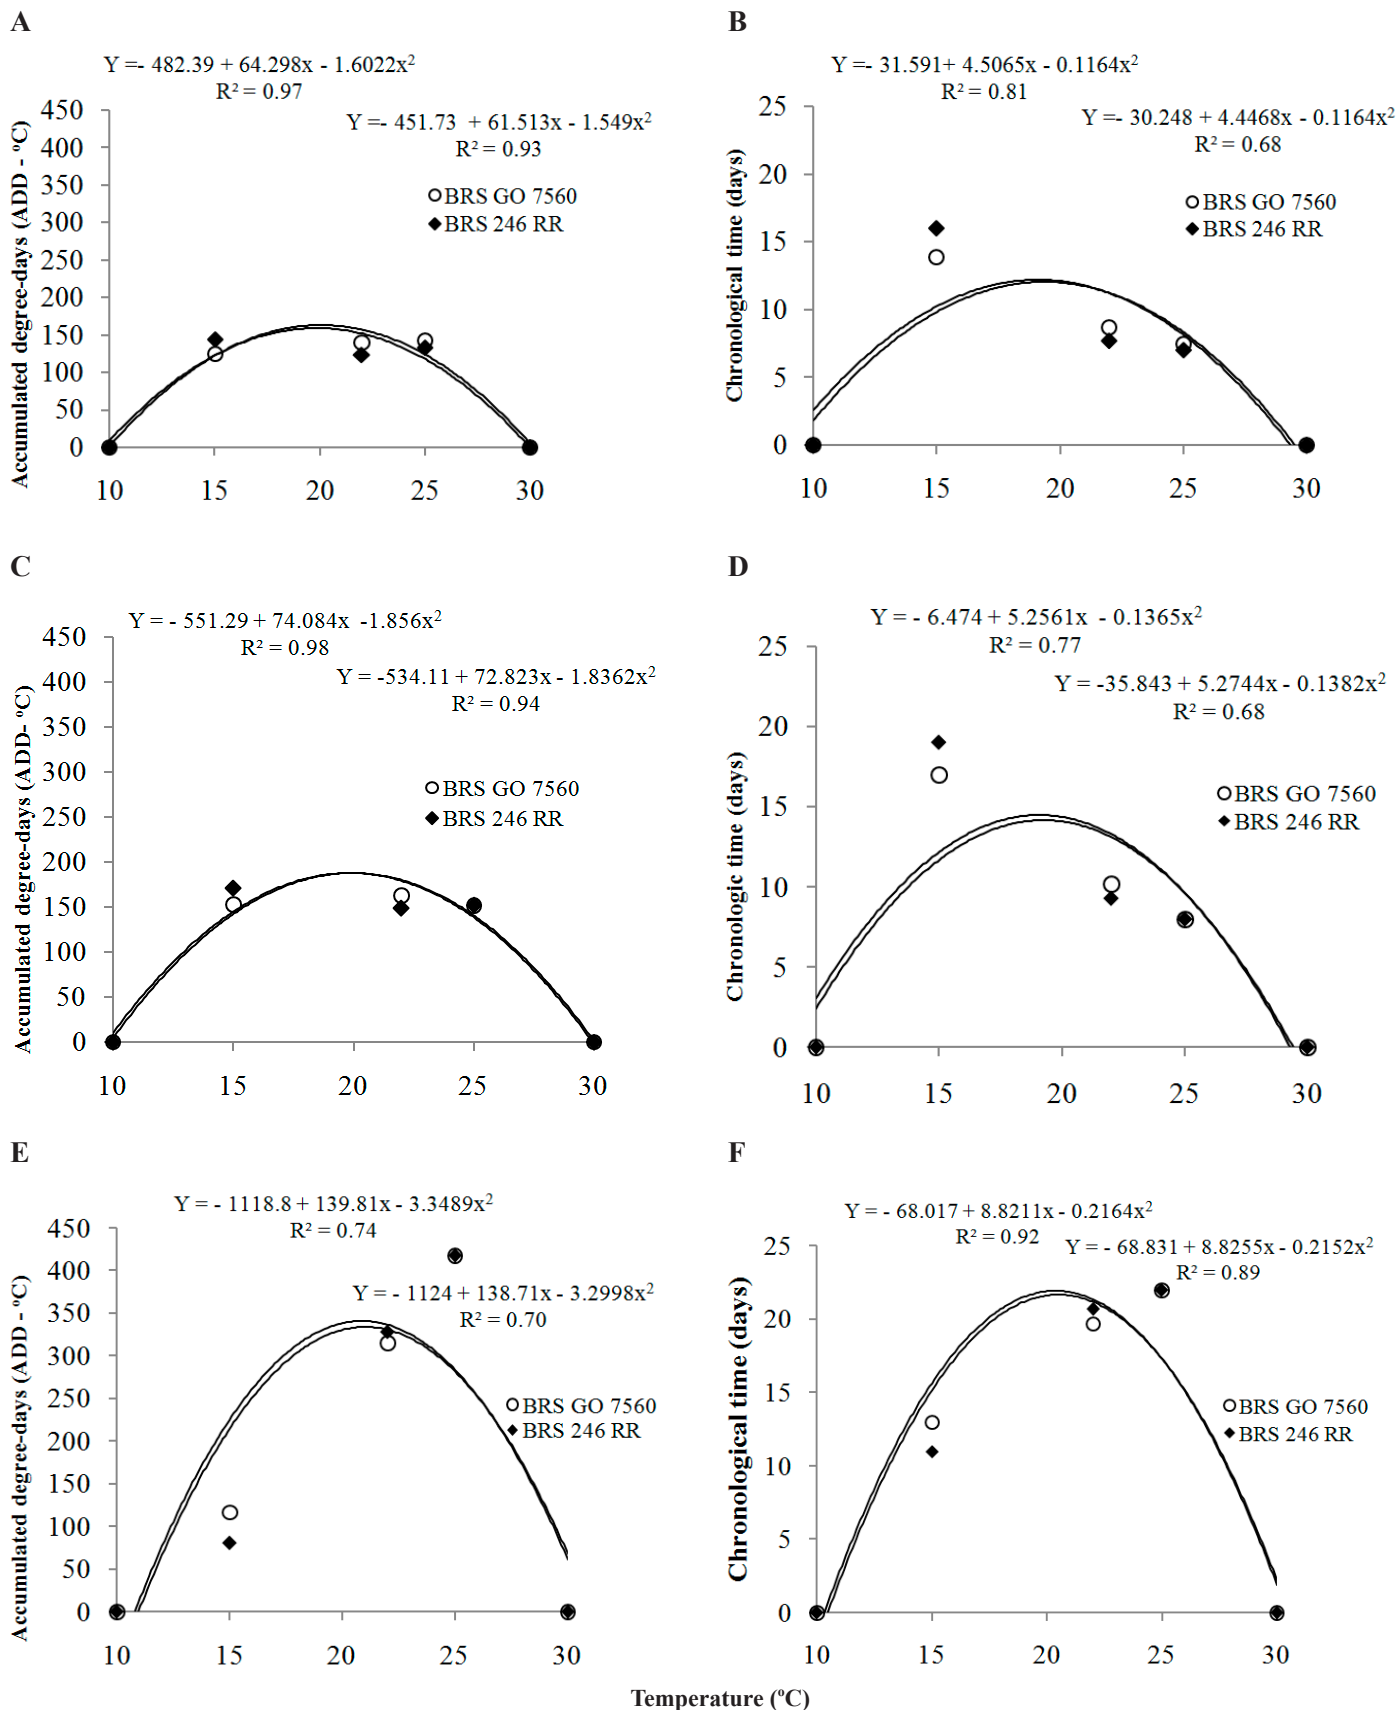 A
Y =- 482.39 + 64.298x - 1.6022x²
R² = 0.97
Y =- 451.73 + 61.513x - 1.549x²
R² = 0.93
BRS GO 7560
BRS 246 RR
Accumulated degree-days (ADD - ºC)
450
400
350
300
250
200
150
100
50
0
10 15 20 25 30
B
Y =- 31.591+ 4.5065x - 0.1164x²
R² = 0.81
Y =- 30.248 + 4.4468x - 0.1164x²
R² = 0.68
BRS GO 7560
BRS 246 RR
Chronological time (days)
25
20
15
10
5
0
10 15 20 25 30
C
Y = - 551.29 + 74.084x -1.856x²
R² = 0.98
Y = -534.11 + 72.823x - 1.8362x²
R² = 0.94
BRS GO 7560
BRS 246 RR
Accumulated degree-days (ADD- ºC)
450
400
350
300
250
200
150
100
50
0
10 15 20 25 30
D
Y = - 6.474 + 5.2561x - 0.1365x²
R² = 0.77
Y = -35.843 + 5.2744x - 0.1382x²
R² = 0.68
BRS GO 7560
BRS 246 RR
Chronologic time (days)
25
20
15
10
5
0
10 15 20 25 30
E
Y = - 1118.8 + 139.81x - 3.3489x²
R² = 0.74
Y = - 1124 + 138.71x - 3.2998x²
R² = 0.70
BRS GO 7560
BRS 246 RR
Accumulated degree-days (ADD - ºC)
450
400
350
300
250
200
150
100
50
0
10 15 20 25 30
F
Y = - 68.017 + 8.8211x - 0.2164x²
R² = 0.92
Y = - 68.831 + 8.8255x - 0.2152x²
R² = 0.89
BRS GO 7560
BRS 246 RR
Chronological time (days)
25
20
15
10
5
0
10 15 20 25 30
Temperature (ºC)